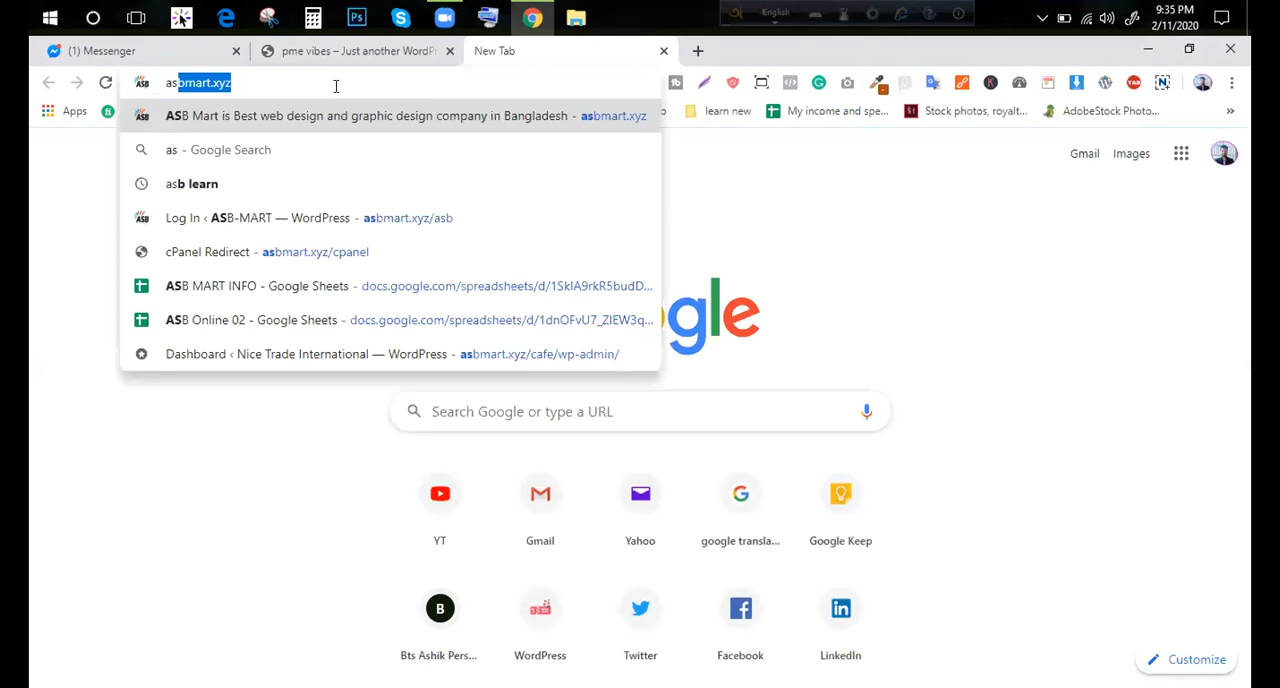 English
9:35 PM
2/11/2020
Ps
(1) Messenger
pme vibes – Just another WordPr
New Tab
asbmart.xyz
Apps
learn new
My income and spe...
Stock photos, royalt...
AdobeStock Photo...
»
ASB Mart is Best web design and graphic design company in Bangladesh - asbmart.xyz
as - Google Search
asb learn
Log In ‹ ASB-MART — WordPress - asbmart.xyz/asb
cPanel Redirect - asbmart.xyz/cpanel
ASB MART INFO - Google Sheets - docs.google.com/spreadsheets/d/1SkIA9rkR5budD...
ASB Online 02 - Google Sheets - docs.google.com/spreadsheets/d/1dnOFvU7_ZIEW3q...
Dashboard ‹ Nice Trade International — WordPress - asbmart.xyz/cafe/wp-admin/
Gmail Images
gle
Search Google or type a URL
YT
Gmail
Yahoo
google transla...
Google Keep
B
Bts Ashik Pers...
WordPress
Twitter
Facebook
LinkedIn
Customize